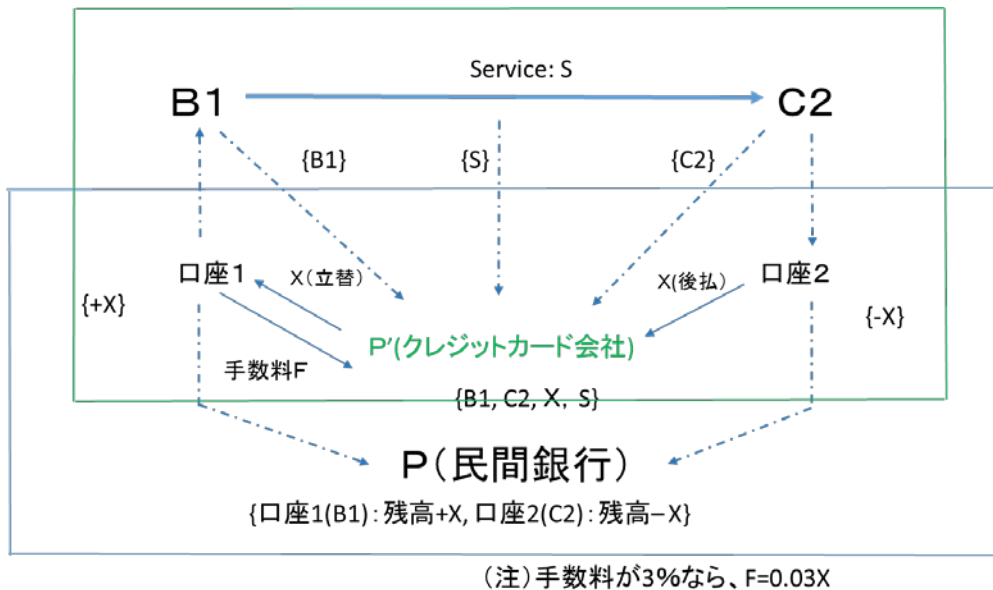 Service: S
B1
C2
{B1}
{S}
{C2}
口座1
X(立替)
X(後払)
口座2
{+X}
{-X}
P’(クレジットカード会社)
手数料F
{B1, C2, X, S}
P(民間銀行)
{口座1(B1):残高+X, 口座2(C2):残高−X}
(注)手数料が3%なら、F=0.03X